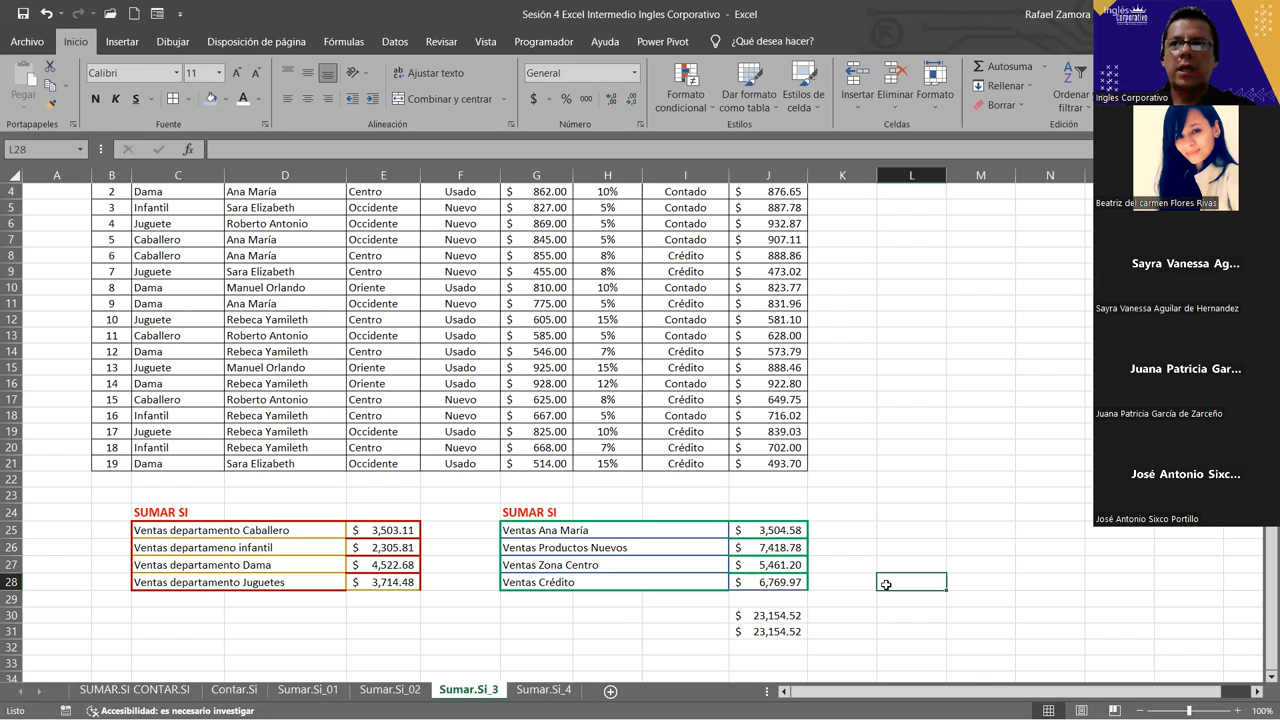 Sesión 4 Excel Intermedio Ingles Corporativo - Excel
Rafael Zamora
Archivo Inicio Insertar Dibujar Disposición de página Fórmulas Datos Revisar Vista Programador Ayuda Power Pivot ¿Qué desea hacer?
Pegar
Calibri 11
N K S
Ajustar texto
Combinar y centrar
General
$ % 000
Formato condicional
Dar formato como tabla
Estilos de celda
Insertar Eliminar Formato
Autosuma
Rellenar
Borrar
Ordenar filtrar
Portapapeles Fuente Alineación Número Estilos Celdas Edición
L28 fx
A B C D E F G H I J K L M N
4 2 Dama Ana María Centro Usado $ 862.00 10% Contado $ 876.65
5 3 Infantil Sara Elizabeth Occidente Nuevo $ 827.00 5% Contado $ 887.78
6 4 Juguete Roberto Antonio Occidente Nuevo $ 869.00 5% Contado $ 932.87
7 5 Caballero Ana María Occidente Usado $ 845.00 5% Contado $ 907.11
8 6 Caballero Ana María Centro Nuevo $ 855.00 8% Crédito $ 888.86
9 7 Juguete Sara Elizabeth Occidente Nuevo $ 455.00 8% Crédito $ 473.02
10 8 Dama Manuel Orlando Oriente Usado $ 810.00 10% Contado $ 823.77
11 9 Dama Ana María Occidente Nuevo $ 775.00 5% Crédito $ 831.96
12 10 Juguete Rebeca Yamileth Centro Usado $ 605.00 15% Crédito $ 581.10
13 11 Caballero Roberto Antonio Occidente Usado $ 585.00 5% Crédito $ 628.00
14 12 Dama Rebeca Yamileth Centro Usado $ 546.00 7% Crédito $ 573.79
15 13 Juguete Manuel Orlando Oriente Usado $ 925.00 15% Crédito $ 888.46
16 14 Dama Rebeca Yamileth Oriente Usado $ 928.00 12% Contado $ 922.80
17 15 Caballero Roberto Antonio Centro Usado $ 625.00 8% Crédito $ 649.75
18 16 Infantil Rebeca Yamileth Centro Nuevo $ 667.00 5% Contado $ 716.02
19 17 Juguete Rebeca Yamileth Occidente Nuevo $ 825.00 10% Crédito $ 839.03
20 18 Infantil Rebeca Yamileth Centro Nuevo $ 668.00 7% Crédito $ 702.00
21 19 Dama Sara Elizabeth Occidente Usado $ 514.00 15% Crédito $ 493.70
22
23
24 SUMAR SI SUMAR SI
25 Ventas departamento Caballero $ 3,503.11 Ventas Ana María $ 3,504.58
26 Ventas departameno infantil $ 2,305.81 Ventas Productos Nuevos $ 7,418.78
27 Ventas departamento Dama $ 4,522.68 Ventas Zona Centro $ 5,461.20
28 Ventas departamento Juguetes $ 3,714.48 Ventas Crédito $ 6,769.97
29
30 $ 23,154.52
31 $ 23,154.52
32
33
34
SUMAR.SI CONTAR.SI Contar.Si Sumar.Si_01 Sumar.Si_02 Sumar.Si_3 Sumar.Si_4
Listo Accesibilidad: es necesario investigar 100%
Inglés
Corporativo
Ingles Corporativo
Beatriz del carmen Flores Rivas
Sayra Vanessa Ag...
Sayra Vanessa Aguilar de Hernandez
Juana Patricia Gar...
Juana Patricia García de Zarceño
José Antonio Sixc...
José Antonio Sixco Portillo